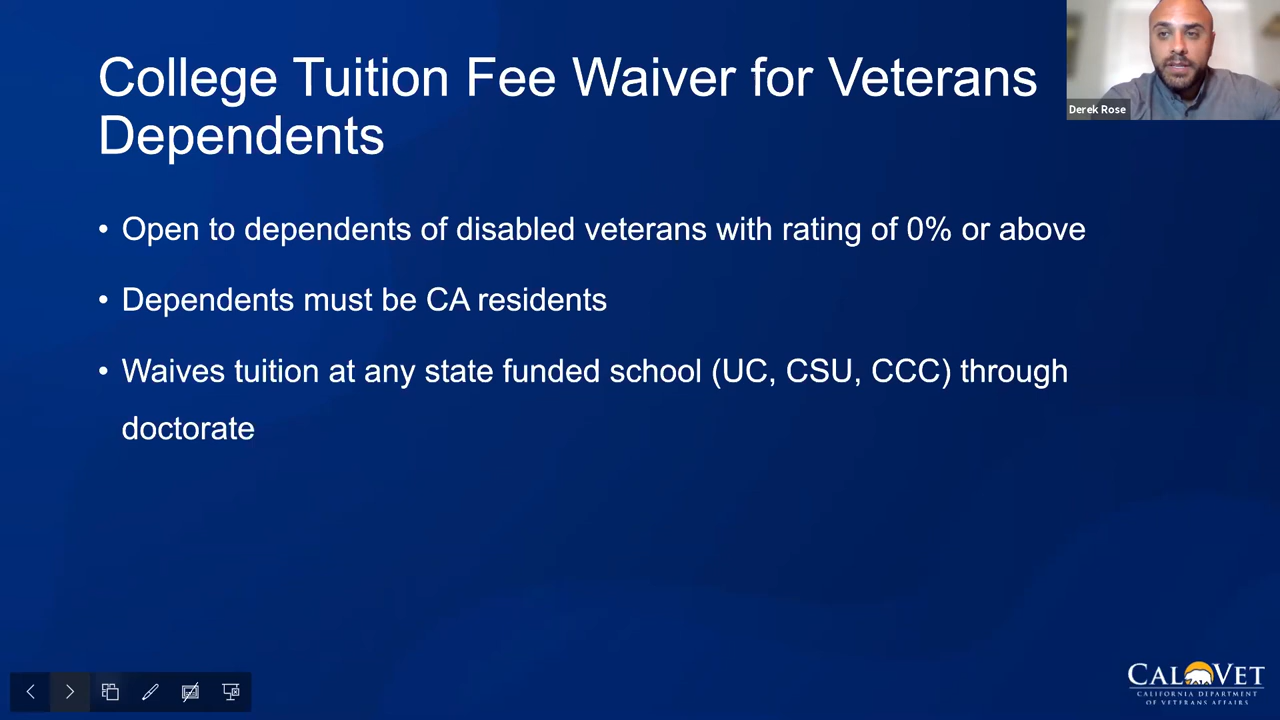 College Tuition Fee Waiver for Veterans
Dependents
Derek Rose
• Open to dependents of disabled veterans with rating of 0% or above
• Dependents must be CA residents
• Waives tuition at any state funded school (UC, CSU, CCC) through
doctorate
CALVET
CALIFORNIA DEPARTMENT
OF VETERANS AFFAIRS